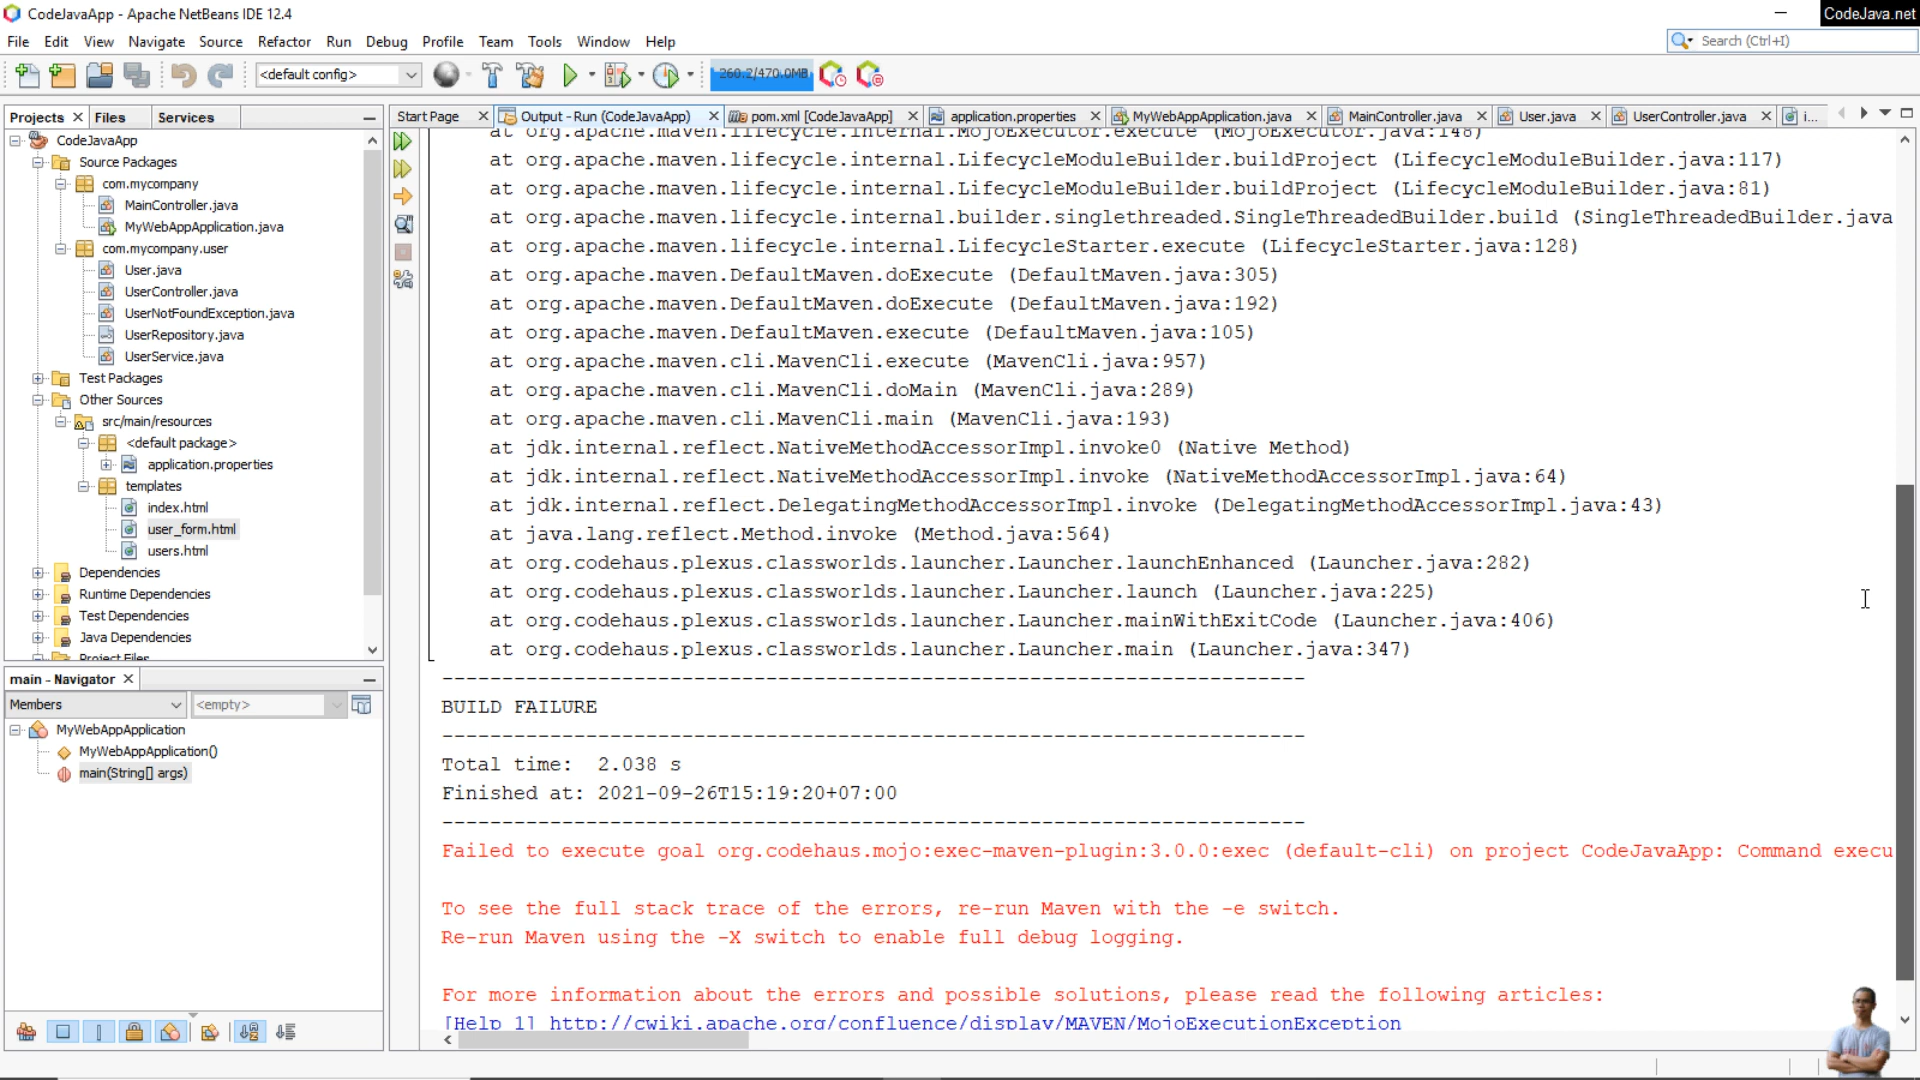 CodeJavaApp - Apache NetBeans IDE 12.4
CodeJava.net
File Edit View Navigate Source Refactor Run Debug Profile Team Tools Window Help
Search (Ctrl+I)
<default config>
260.2/470.0MB
Projects Files Services
Start Page Output - Run (CodeJavaApp) pom.xml [CodeJavaApp] application.properties MyWebAppApplication.java MainController.java User.java UserController.java i...
CodeJavaApp
Source Packages
com.mycompany
MainController.java
MyWebAppApplication.java
com.mycompany.user
User.java
UserController.java
UserNotFoundException.java
UserRepository.java
UserService.java
Test Packages
Other Sources
src/main/resources
<default package>
application.properties
templates
index.html
user_form.html
users.html
Dependencies
Runtime Dependencies
Test Dependencies
Java Dependencies
Project Files
main - Navigator
Members <empty>
MyWebAppApplication
MyWebAppApplication()
main(String[] args)
at org.apache.maven.lifecycle.internal.MojoExecutor.execute (MojoExecutor.java:148)
at org.apache.maven.lifecycle.internal.LifecycleModuleBuilder.buildProject (LifecycleModuleBuilder.java:117)
at org.apache.maven.lifecycle.internal.LifecycleModuleBuilder.buildProject (LifecycleModuleBuilder.java:81)
at org.apache.maven.lifecycle.internal.builder.singlethreaded.SingleThreadedBuilder.build (SingleThreadedBuilder.java
at org.apache.maven.lifecycle.internal.LifecycleStarter.execute (LifecycleStarter.java:128)
at org.apache.maven.DefaultMaven.doExecute (DefaultMaven.java:305)
at org.apache.maven.DefaultMaven.doExecute (DefaultMaven.java:192)
at org.apache.maven.DefaultMaven.execute (DefaultMaven.java:105)
at org.apache.maven.cli.MavenCli.execute (MavenCli.java:957)
at org.apache.maven.cli.MavenCli.doMain (MavenCli.java:289)
at org.apache.maven.cli.MavenCli.main (MavenCli.java:193)
at jdk.internal.reflect.NativeMethodAccessorImpl.invoke0 (Native Method)
at jdk.internal.reflect.NativeMethodAccessorImpl.invoke (NativeMethodAccessorImpl.java:64)
at jdk.internal.reflect.DelegatingMethodAccessorImpl.invoke (DelegatingMethodAccessorImpl.java:43)
at java.lang.reflect.Method.invoke (Method.java:564)
at org.codehaus.plexus.classworlds.launcher.Launcher.launchEnhanced (Launcher.java:282)
at org.codehaus.plexus.classworlds.launcher.Launcher.launch (Launcher.java:225)
at org.codehaus.plexus.classworlds.launcher.Launcher.mainWithExitCode (Launcher.java:406)
at org.codehaus.plexus.classworlds.launcher.Launcher.main (Launcher.java:347)
------------------------------------------------------------------------
BUILD FAILURE
------------------------------------------------------------------------
Total time:  2.038 s
Finished at: 2021-09-26T15:19:20+07:00
------------------------------------------------------------------------
Failed to execute goal org.codehaus.mojo:exec-maven-plugin:3.0.0:exec (default-cli) on project CodeJavaApp: Command execu
To see the full stack trace of the errors, re-run Maven with the -e switch.
Re-run Maven using the -X switch to enable full debug logging.
For more information about the errors and possible solutions, please read the following articles:
[Help 1] http://cwiki.apache.org/confluence/display/MAVEN/MojoExecutionException